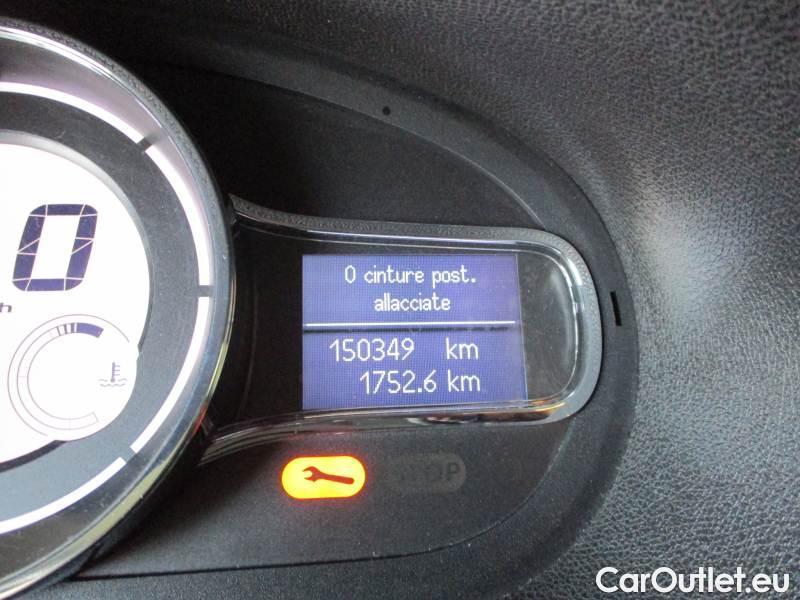 0
0 cinture post.
allacciate
150349 km
1752.6 km
STOP
CarOutlet.eu